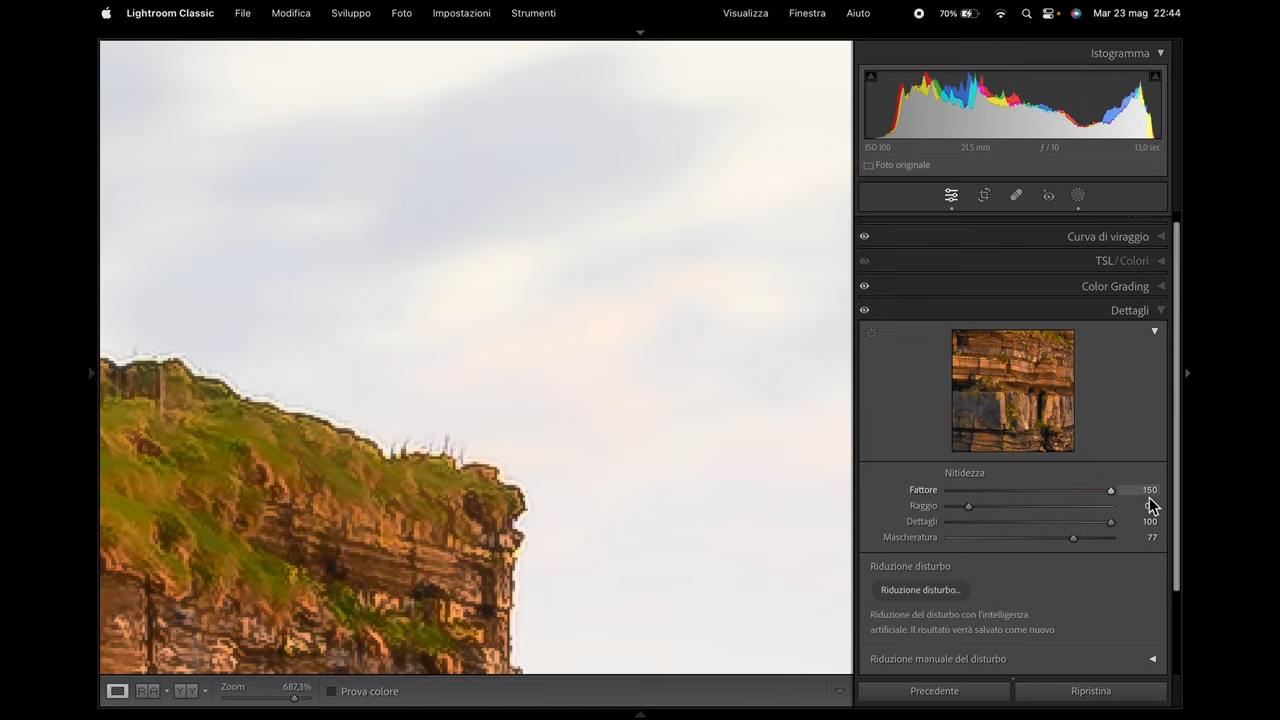 Lightroom Classic File Modifica Sviluppo Foto Impostazioni Strumenti Visualizza Finestra Aiuto 70% Mar 23 mag 22:44
Istogramma
ISO 100 21.5 mm ƒ / 10 13,0 sec
Foto originale
Curva di viraggio
TSL / Colori
Color Grading
Dettagli
Nitidezza
Fattore 150
Raggio
Dettagli 100
Mascheratura 77
Riduzione disturbo
Riduzione disturbo...
Riduzione del disturbo con l'intelligenza
artificiale. Il risultato verrà salvato come nuovo
Riduzione manuale del disturbo
R A Y Y Zoom 687,3% Prova colore
Precedente Ripristina